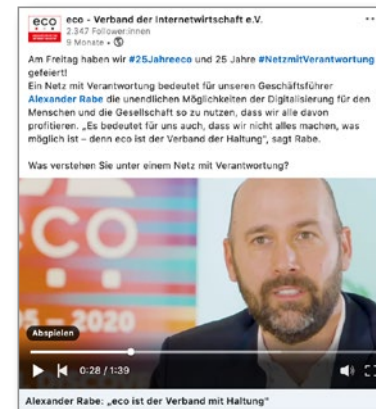 eco
eco - Verband der Internetwirtschaft e.V.
2.347 Follower:innen
9 Monate •
Am Freitag haben wir #25Jahreeco und 25 Jahre #NetzmitVerantwortung
gefeiert!
Ein Netz mit Verantwortung bedeutet für unseren Geschäftsführer
Alexander Rabe die unendlichen Möglichkeiten der Digitalisierung für den
Menschen und die Gesellschaft so zu nutzen, dass wir alle davon
profitieren. „Es bedeutet für uns auch, dass wir nicht alles machen, was
möglich ist – denn eco ist der Verband der Haltung", sagt Rabe.
Was verstehen Sie unter einem Netz mit Verantwortung?
eco
05 – 2020
Abspielen
0:28 / 1:39
Alexander Rabe: „eco ist der Verband mit Haltung"